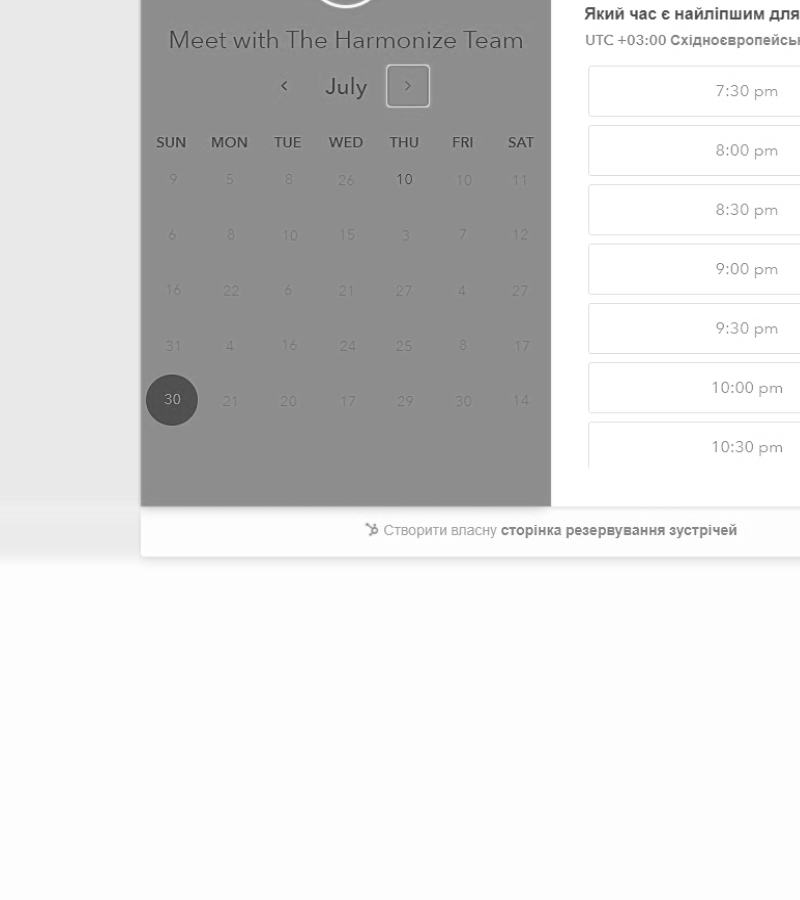 Meet with The Harmonize Team
July
SUN MON TUE WED THU FRI SAT
9 5 8 26 10 10 11
6 8 10 15 3 7 12
16 22 6 21 27 4 27
31 4 16 24 25 8 17
30 21 20 17 29 30 14
Який час є найліпшим для
UTC +03:00 Східноєвропейськ
7:30 pm
8:00 pm
8:30 pm
9:00 pm
9:30 pm
10:00 pm
10:30 pm
Створити власну сторінка резервування зустрічей